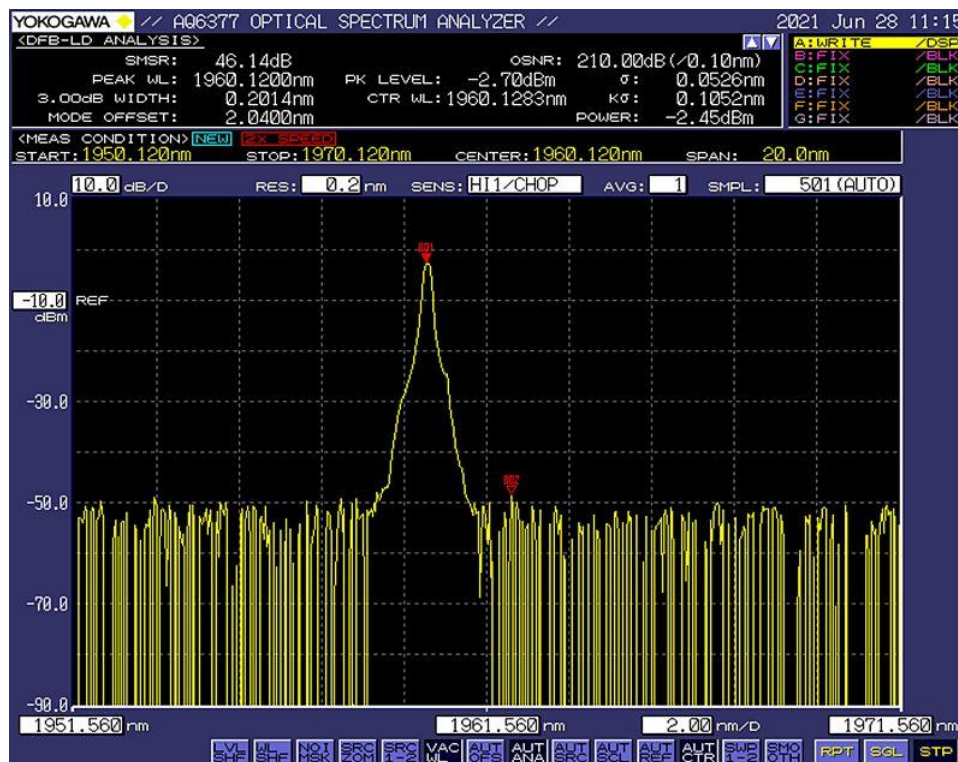 YOKOGAWA // AQ6377 OPTICAL SPECTRUM ANALYZER // 2021 Jun 28 11:15
<DFB-LD ANALYSIS>
SMSR: 46.14dB OSNR: 210.00dB(/0.10nm)
PEAK WL: 1960.1200nm PK LEVEL: -2.70dBm σ: 0.0526nm
3.00dB WIDTH: 0.2014nm CTR WL:1960.1283nm Kσ: 0.1052nm
MODE OFFSET: 2.0400nm POWER: -2.45dBm
A:WRITE /DSP
B:FIX /BLK
C:FIX /BLK
D:FIX /BLK
E:FIX /BLK
F:FIX /BLK
G:FIX /BLK
<MEAS CONDITION> NEW 2x SPEED
START:1950.120nm STOP:1970.120nm CENTER:1960.120nm SPAN: 20.0nm
10.0 dB/D RES: 0.2 nm SENS: HI1/CHOP AVG: 1 SMPL: 501(AUTO)
10.0
001
-10.0 REF
dBm
-30.0
002
-50.0
-70.0
-90.0
1951.560 nm 1961.560 nm 2.00 nm/D 1971.560 nm
LVL SHF WL SHF NOI MSK SRC ZOM SRC 1-2 VAC WL AUT OFS AUT ANA AUT SRC AUT SCL AUT REF AUT CTR SWP 1-2 SMO OTH RPT SGL STP